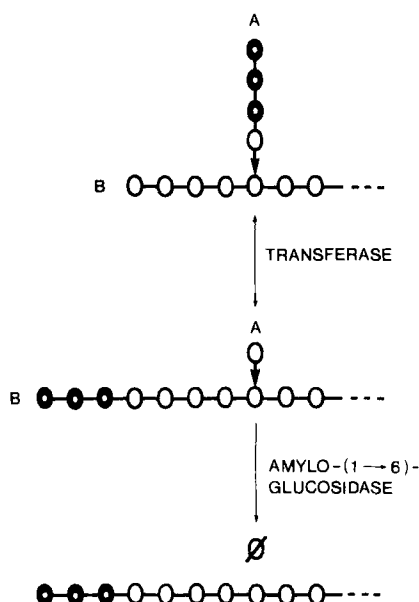 A
B
TRANSFERASE
A
B
AMYLO-(1→6)-
GLUCOSIDASE
Ø